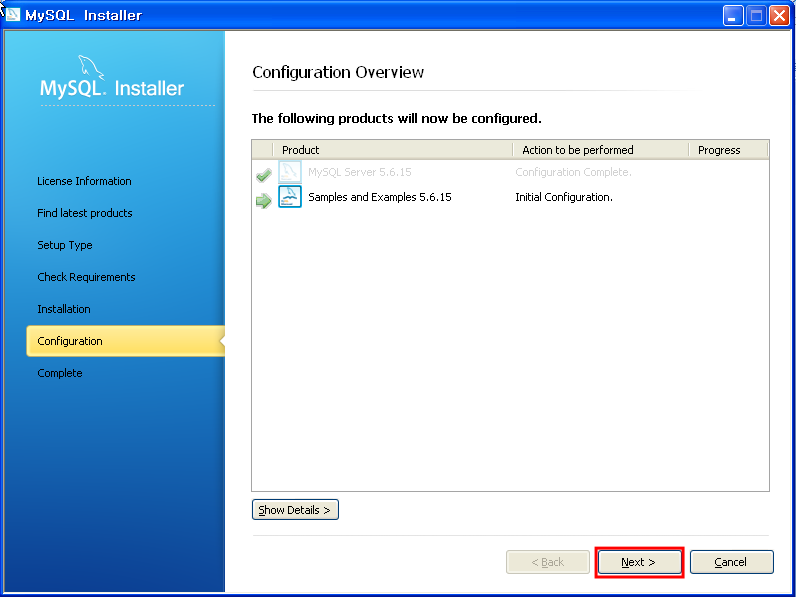 MySQL Installer
MySQL. Installer
License Information
Find latest products
Setup Type
Check Requirements
Installation
Configuration
Complete
Configuration Overview
The following products will now be configured.
Product Action to be performed Progress
MySQL Server 5.6.15 Configuration Complete.
Samples and Examples 5.6.15 Initial Configuration.
Show Details >
< Back Next > Cancel